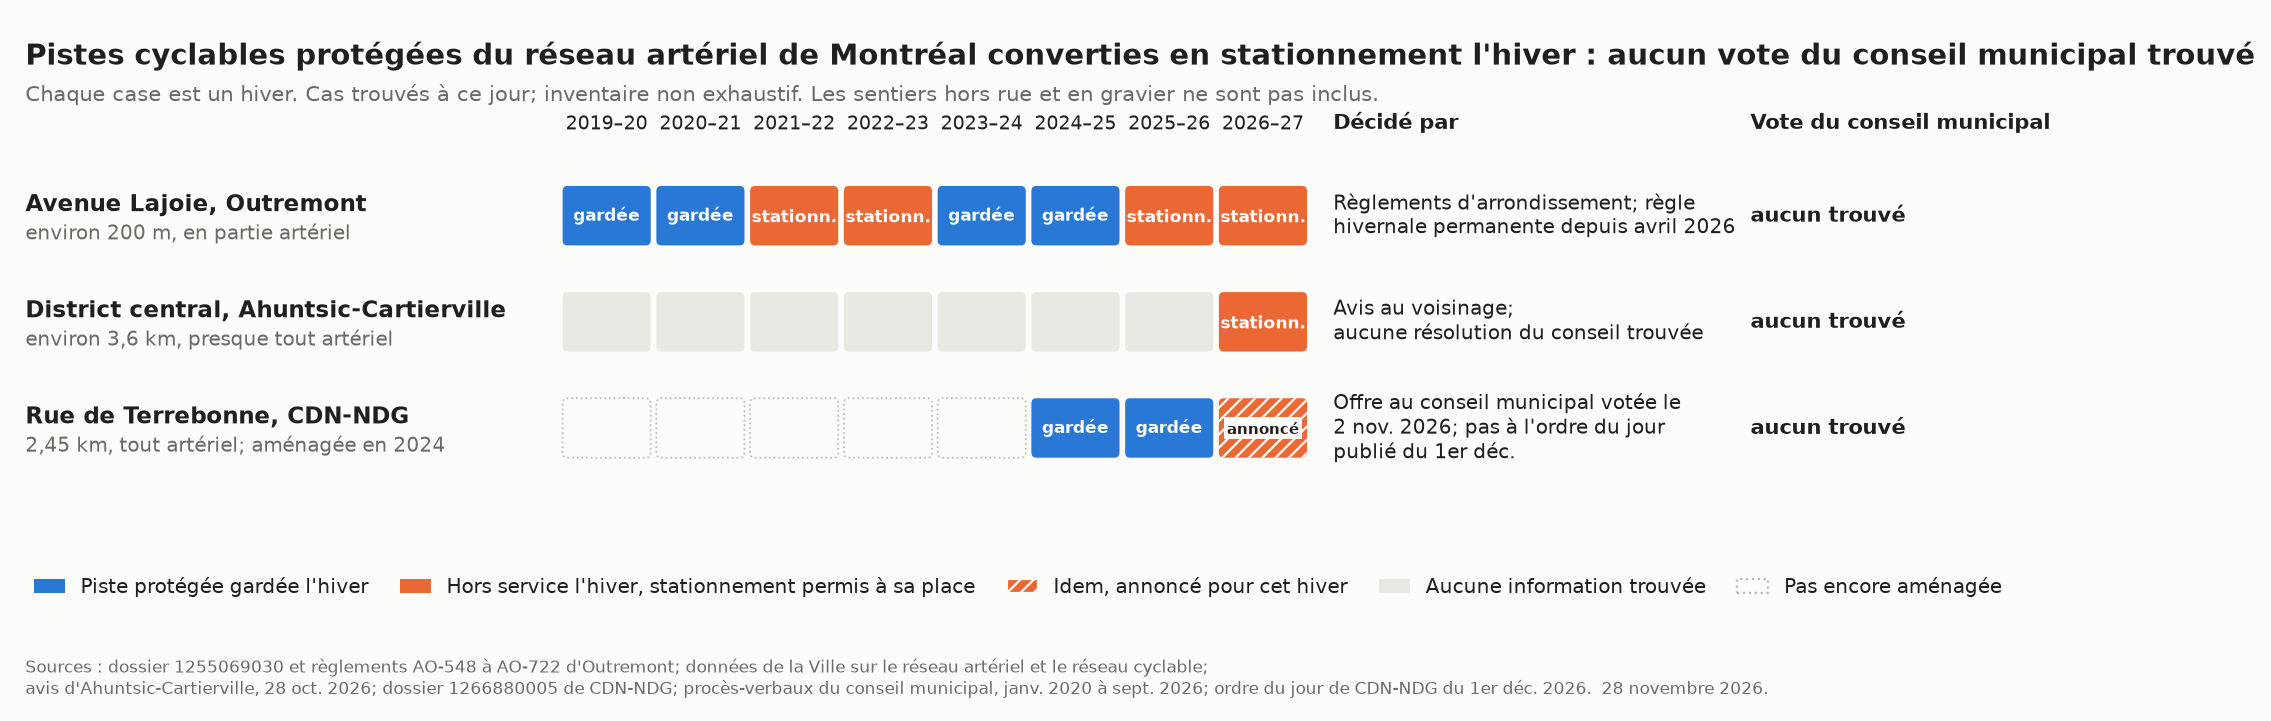 Pistes cyclables protégées du réseau artériel de Montréal converties en stationnement l'hiver : aucun vote du conseil municipal trouvé
Chaque case est un hiver. Cas trouvés à ce jour; inventaire non exhaustif. Les sentiers hors rue et en gravier ne sont pas inclus.
2019–20 2020–21 2021–22 2022–23 2023–24 2024–25 2025–26 2026–27 Décidé par Vote du conseil municipal
Avenue Lajoie, Outremont
environ 200 m, en partie artériel
gardée gardée stationn. stationn. gardée gardée stationn. stationn.
Règlements d'arrondissement; règle
hivernale permanente depuis avril 2026
aucun trouvé
District central, Ahuntsic-Cartierville
environ 3,6 km, presque tout artériel
stationn.
Avis au voisinage;
aucune résolution du conseil trouvée
aucun trouvé
Rue de Terrebonne, CDN-NDG
2,45 km, tout artériel; aménagée en 2024
gardée gardée annoncé
Offre au conseil municipal votée le
2 nov. 2026; pas à l'ordre du jour
publié du 1er déc.
aucun trouvé
Piste protégée gardée l'hiver Hors service l'hiver, stationnement permis à sa place Idem, annoncé pour cet hiver Aucune information trouvée Pas encore aménagée
Sources : dossier 1255069030 et règlements AO-548 à AO-722 d'Outremont; données de la Ville sur le réseau artériel et le réseau cyclable;
avis d'Ahuntsic-Cartierville, 28 oct. 2026; dossier 1266880005 de CDN-NDG; procès-verbaux du conseil municipal, janv. 2020 à sept. 2026; ordre du jour de CDN-NDG du 1er déc. 2026. 28 novembre 2026.